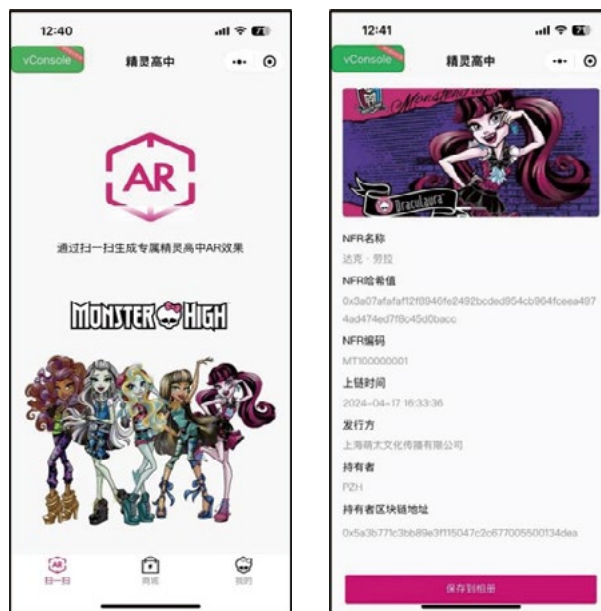 12:40
vConsole
精灵高中
AR
通过扫一扫生成专属精灵高中AR效果
MONSTER HIGH
AR
扫一扫
商城
我的
12:41
vConsole
精灵高中
Monster High
Draculaura
NFR名称
达克·劳拉
NFR哈希值
NFR编码
MT100000001
上链时间
2024-04-17 16:33:36
发行方
上海萌太文化传播有限公司
持有者
PZH
持有者区块链地址
保存到相册